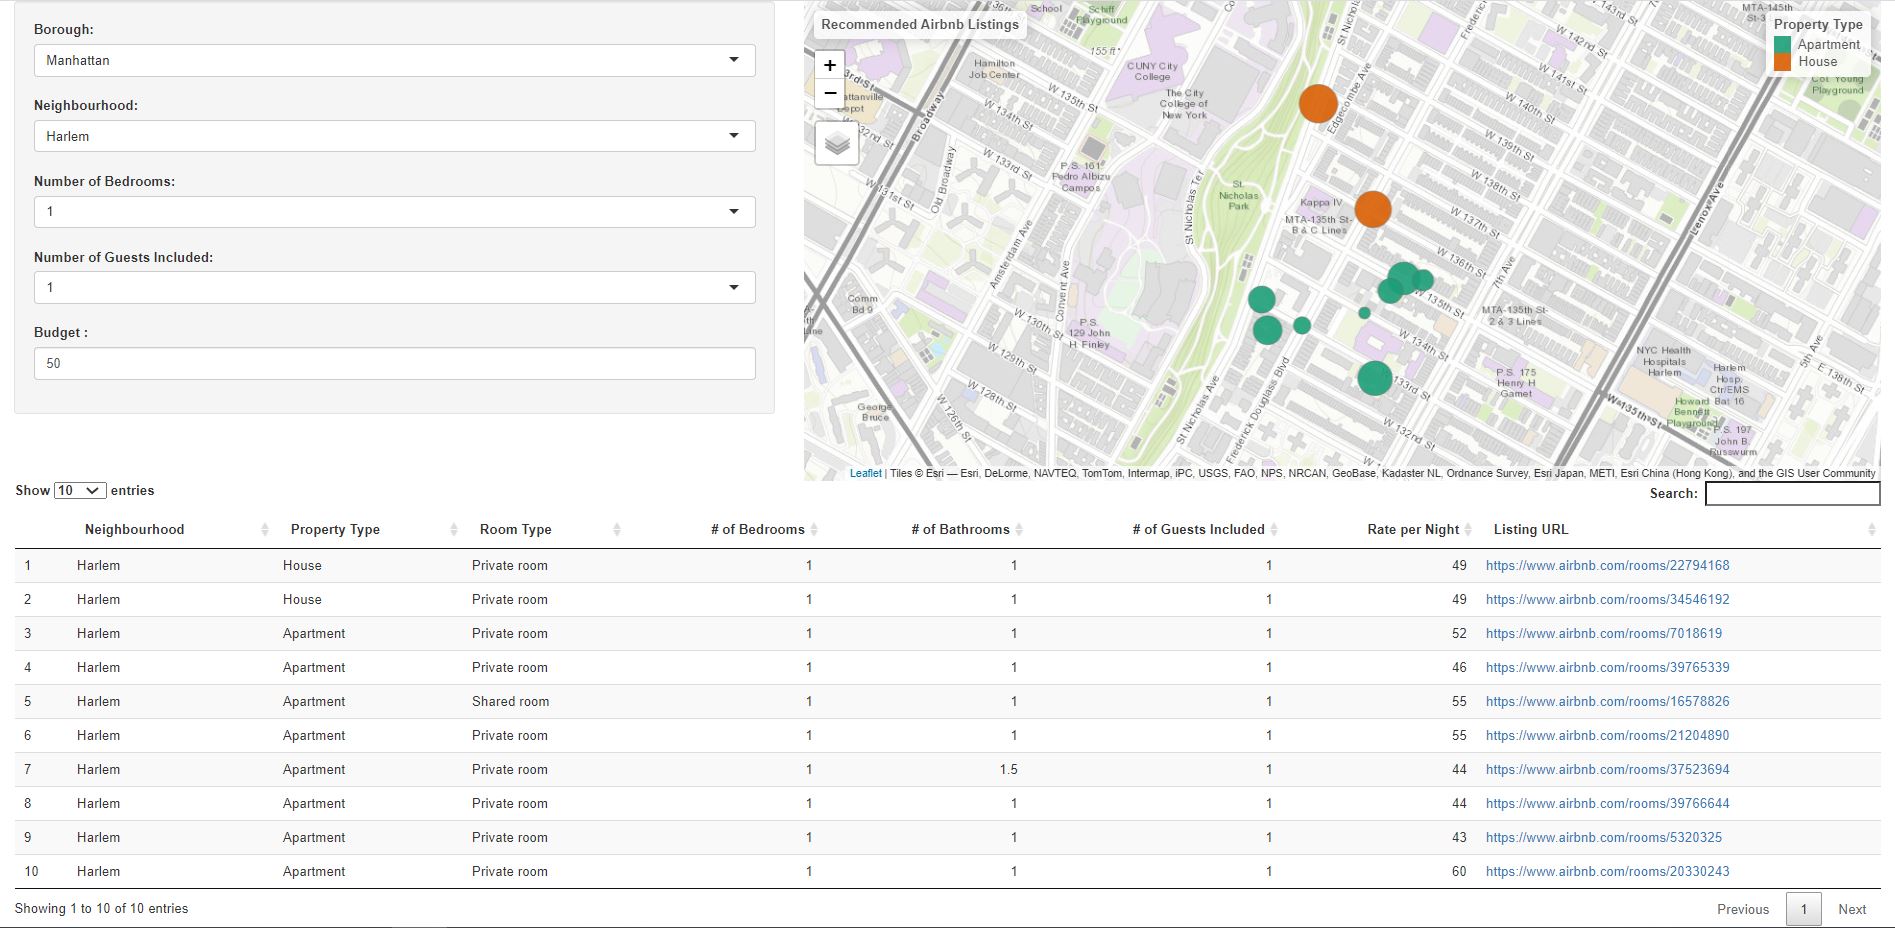 Borough:
Manhattan
Neighbourhood:
Harlem
Number of Bedrooms:
1
Number of Guests Included:
1
Budget :
50
Recommended Airbnb Listings
+
−
Property Type
Apartment
House
School
Schiff
Playground
155 ft
Hamilton
Job Center
CUNY City
College
The City
College of
New York
P.S. 161
Pedro Albizu
Campos
St.
Nicholas
Park
Kappa IV
MTA-135th St-
B & C Lines
MTA-145th
Col. Young
Playground
W 143rd St
W 142nd St
W 141st St
W 140th St
W 139th St
W 138th St
W 137th St
W 136th St
W 135th St
W 134th St
W 132nd St
W 135th St
W 134th St
W 133rd St
W 131st St
W 130th St
W 129th St
W 128th St
W 126th St
Broadway
Old Broadway
Amsterdam Ave
Convent Ave
St Nicholas Ter
St Nicholas Ave
Edgecombe Ave
Frederick Douglass Blvd
7th Ave
Lenox Ave
5th Ave
E 138th St
W 135th St
Comm
Bd 9
P.S.
129 John
H Finley
George
Bruce
MTA-135th St-
2 & 3 Lines
P.S. 175
Henry H
Garnet
NYC Health
Hospitals
Harlem
Harlem
Hosp.
Ctr/EMS
Bat 16
Howard
Bennett
Playground
P.S. 197
John B.
Russwurm
Leaflet | Tiles © Esri — Esri, DeLorme, NAVTEQ, TomTom, Intermap, iPC, USGS, FAO, NPS, NRCAN, GeoBase, Kadaster NL, Ordnance Survey, Esri Japan, METI, Esri China (Hong Kong), and the GIS User Community
Show 10 entries
Search:
Neighbourhood Property Type Room Type # of Bedrooms # of Bathrooms # of Guests Included Rate per Night Listing URL
1 Harlem House Private room 1 1 1 49 https://www.airbnb.com/rooms/22794168
2 Harlem House Private room 1 1 1 49 https://www.airbnb.com/rooms/34546192
3 Harlem Apartment Private room 1 1 1 52 https://www.airbnb.com/rooms/7018619
4 Harlem Apartment Private room 1 1 1 46 https://www.airbnb.com/rooms/39765339
5 Harlem Apartment Shared room 1 1 1 55 https://www.airbnb.com/rooms/16578826
6 Harlem Apartment Private room 1 1 1 55 https://www.airbnb.com/rooms/21204890
7 Harlem Apartment Private room 1 1.5 1 44 https://www.airbnb.com/rooms/37523694
8 Harlem Apartment Private room 1 1 1 44 https://www.airbnb.com/rooms/39766644
9 Harlem Apartment Private room 1 1 1 43 https://www.airbnb.com/rooms/5320325
10 Harlem Apartment Private room 1 1 1 60 https://www.airbnb.com/rooms/20330243
Showing 1 to 10 of 10 entries
Previous 1 Next